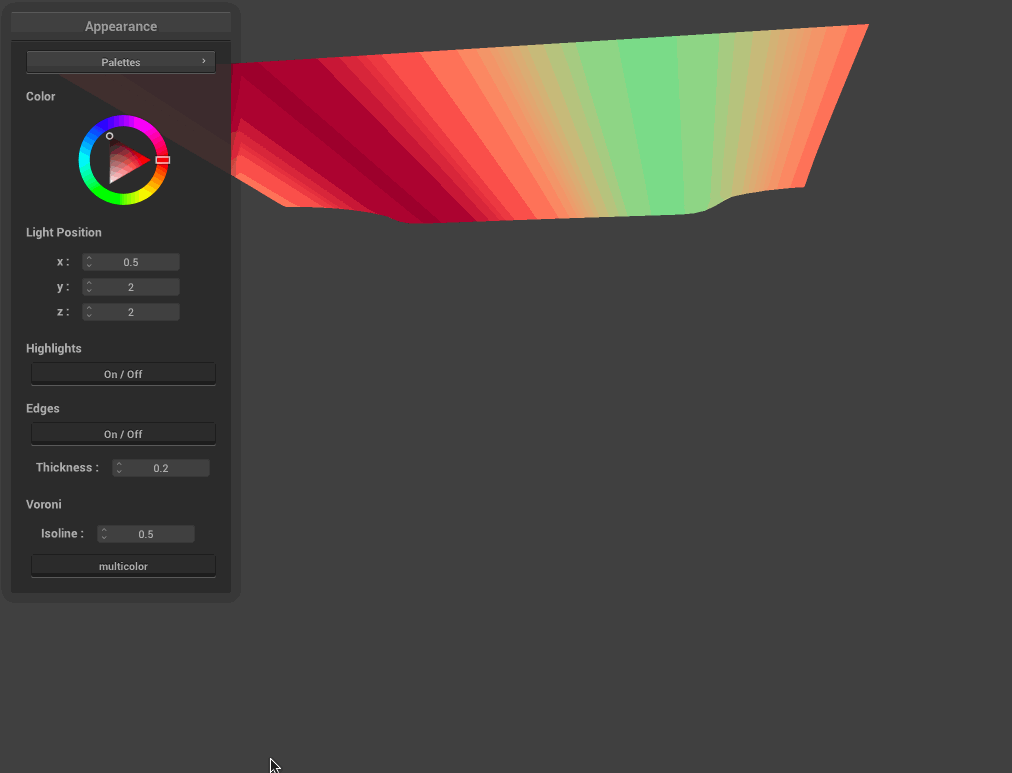 Appearance
Palettes ›
Color
Light Position
x : 0.5
y : 2
z : 2
Highlights
On / Off
Edges
On / Off
Thickness : 0.2
Voroni
Isoline : 0.5
multicolor